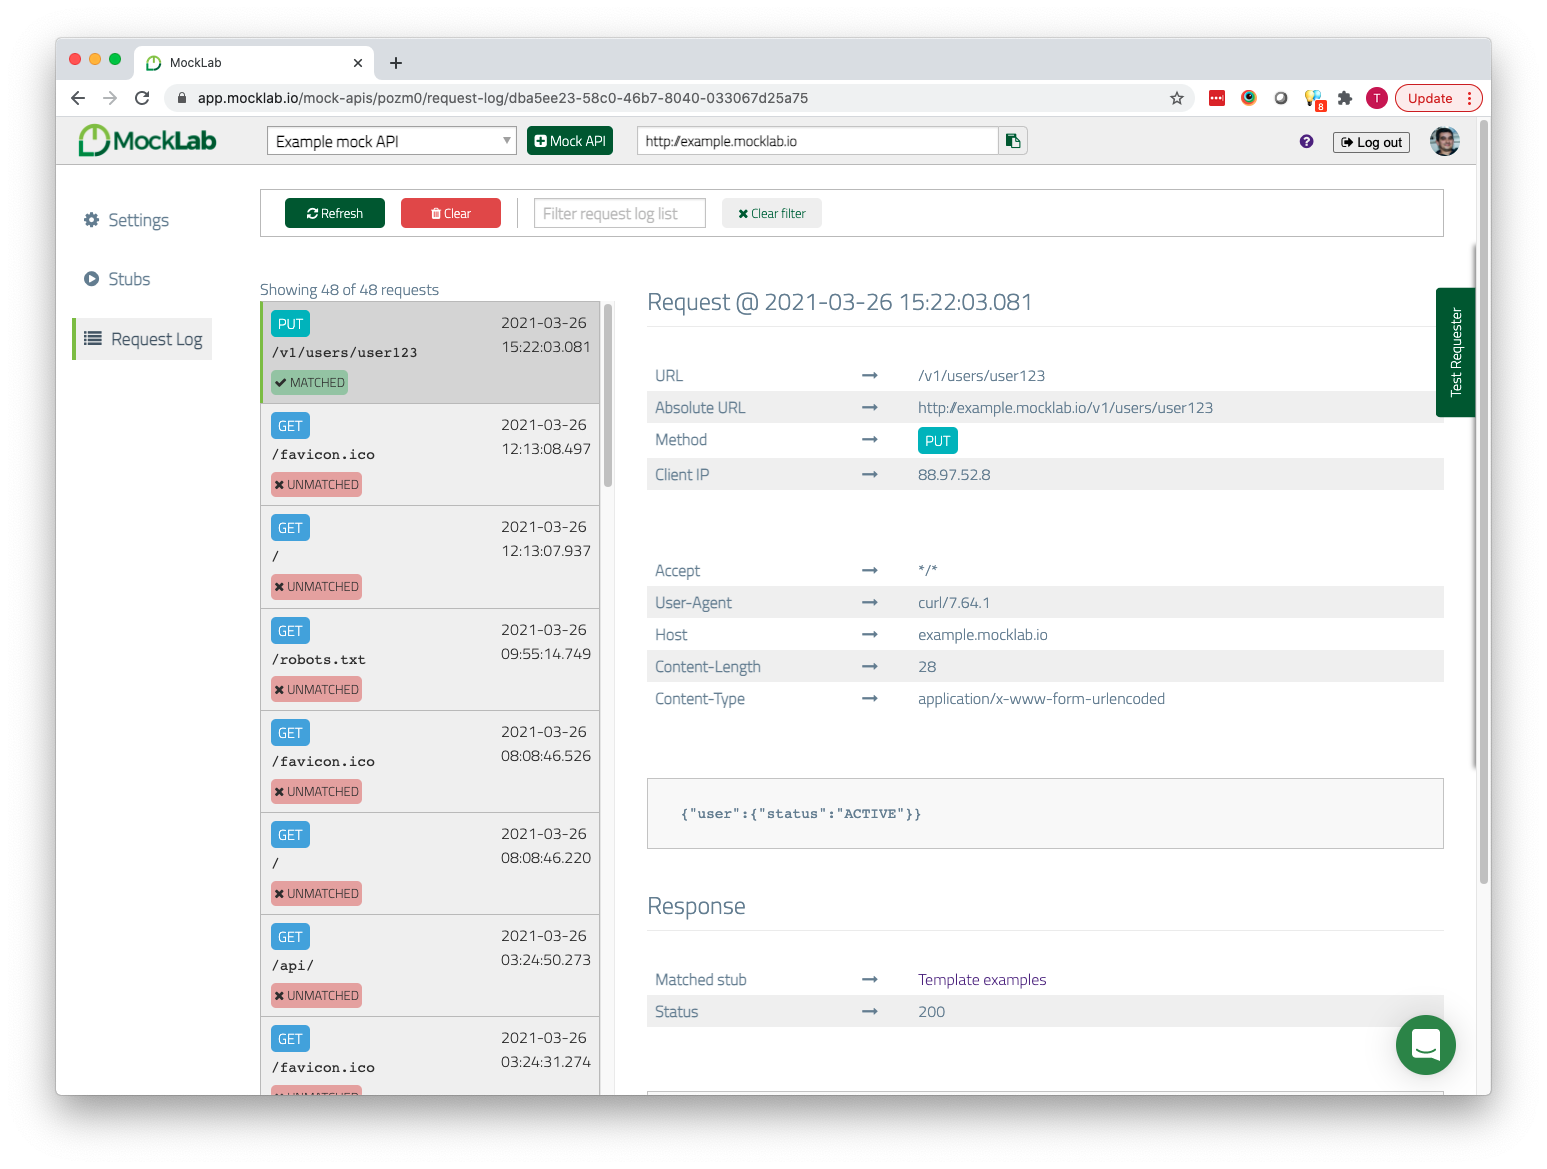 MockLab
app.mocklab.io/mock-apis/pozm0/request-log/dba5ee23-58c0-46b7-8040-033067d25a75
8
T
Update
MockLab
Example mock API
Mock API
http://example.mocklab.io
?
Log out
Settings
Stubs
Request Log
Refresh
Clear
Filter request log list
Clear filter
Showing 48 of 48 requests
PUT
2021-03-26
15:22:03.081
/v1/users/user123
MATCHED
GET
2021-03-26
12:13:08.497
/favicon.ico
UNMATCHED
GET
2021-03-26
12:13:07.937
/
UNMATCHED
GET
2021-03-26
09:55:14.749
/robots.txt
UNMATCHED
GET
2021-03-26
08:08:46.526
/favicon.ico
UNMATCHED
GET
2021-03-26
08:08:46.220
/
UNMATCHED
GET
2021-03-26
03:24:50.273
/api/
UNMATCHED
GET
2021-03-26
03:24:31.274
/favicon.ico
UNMATCHED
Request @ 2021-03-26 15:22:03.081
URL → /v1/users/user123
Absolute URL → http://example.mocklab.io/v1/users/user123
Method → PUT
Client IP → 88.97.52.8
Accept → */*
User-Agent → curl/7.64.1
Host → example.mocklab.io
Content-Length → 28
Content-Type → application/x-www-form-urlencoded
{"user":{"status":"ACTIVE"}}
Response
Matched stub → Template examples
Status → 200
Test Requester